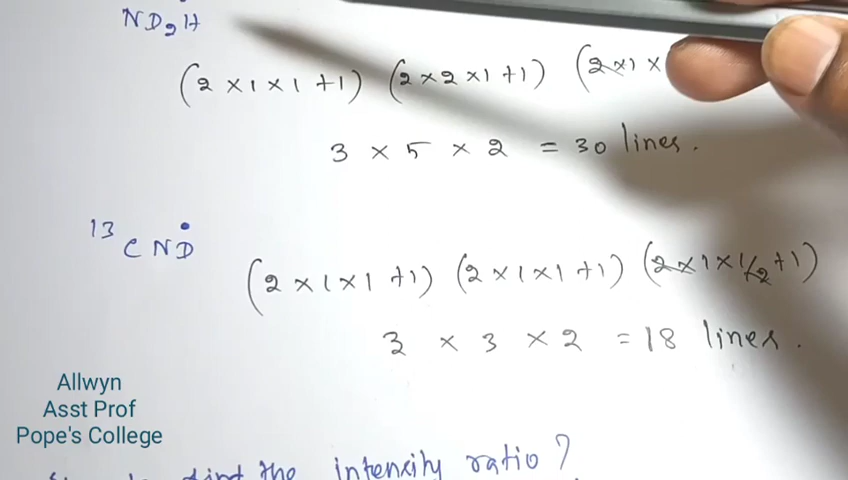 ND₂H
(2×1×1+1) (2×2×1+1) (2×1×
3 × 5 × 2 = 30 lines.
¹³CNḊ (2×1×1+1) (2×1×1+1) (2×1×1/2+1)
3 × 3 × 2 = 18 lines.
Allwyn
Asst Prof
Pope's College
find the intensity ratio?